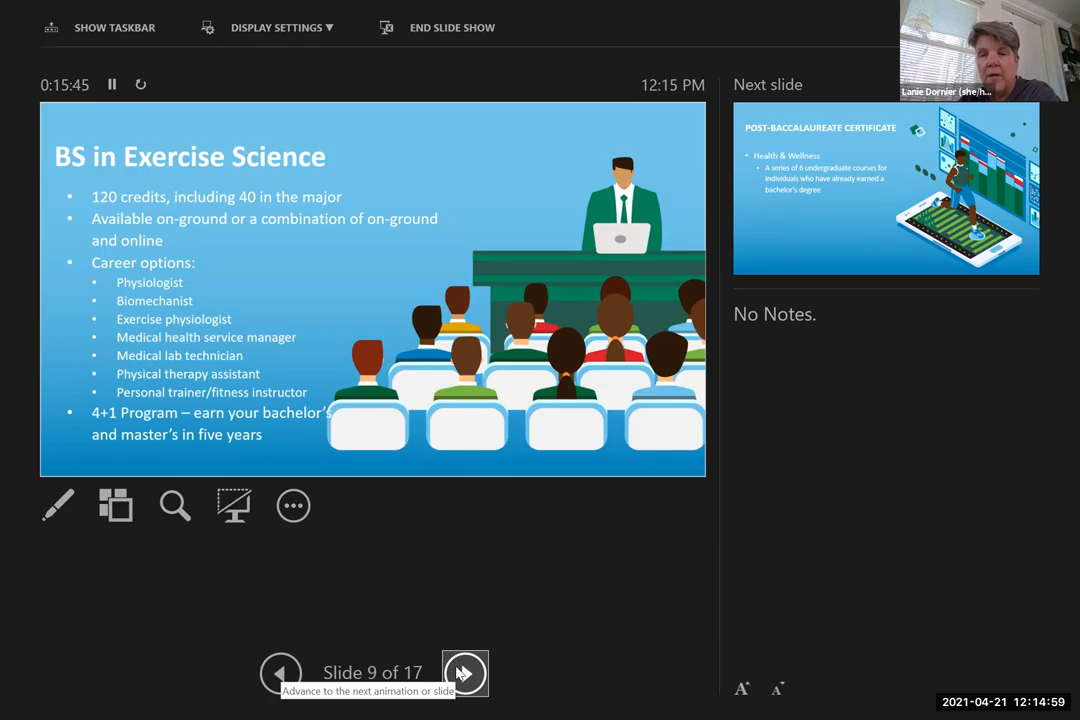 SHOW TASKBAR
DISPLAY SETTINGS ▼
END SLIDE SHOW
Lanie Dornier (she/h...
0:15:45
12:15 PM
Next slide
BS in Exercise Science
• 120 credits, including 40 in the major
• Available on-ground or a combination of on-ground
and online
• Career options:
• Physiologist
• Biomechanist
• Exercise physiologist
• Medical health service manager
• Medical lab technician
• Physical therapy assistant
• Personal trainer/fitness instructor
• 4+1 Program – earn your bachelor's
and master's in five years
POST-BACCALAUREATE CERTIFICATE
• Health & Wellness
• A series of 6 undergraduate courses for
individuals who have already earned a
bachelor's degree
No Notes.
Slide 9 of 17
Advance to the next animation or slide
A A
2021-04-21 12:14:59